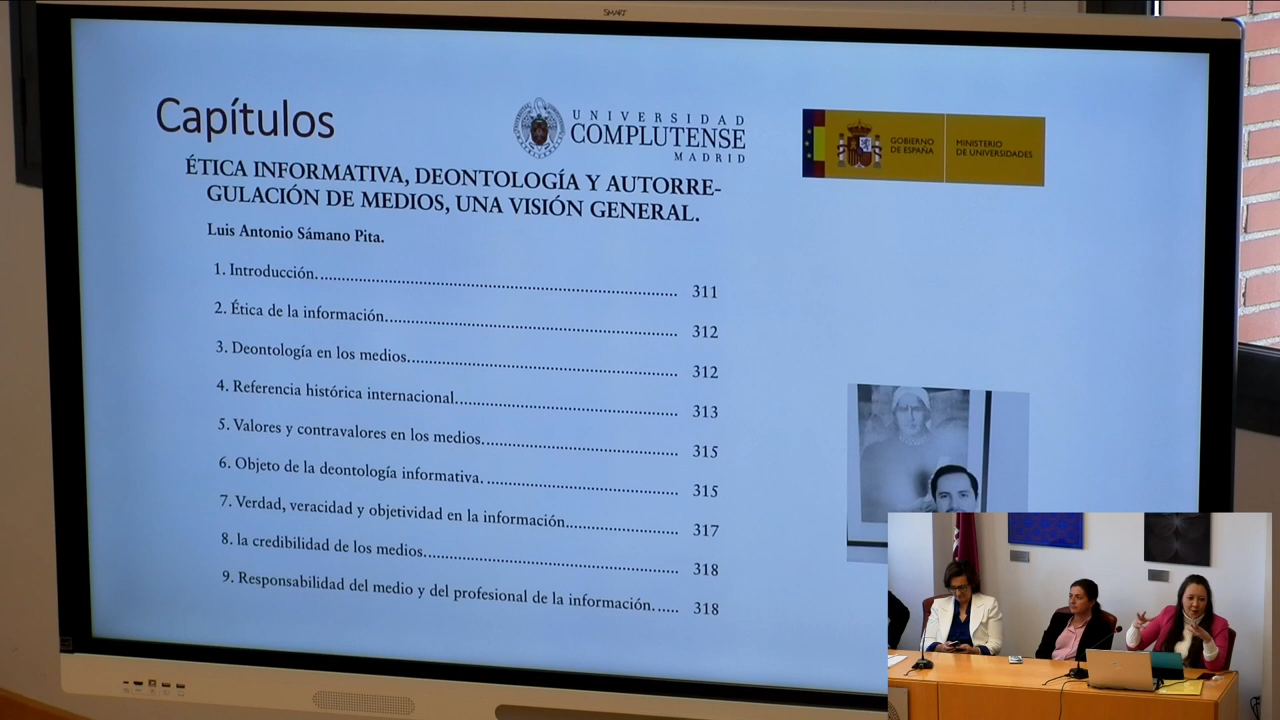 SMART
Capítulos
UNIVERSIDAD
COMPLUTENSE
MADRID
GOBIERNO
DE ESPAÑA
MINISTERIO
DE UNIVERSIDADES
ÉTICA INFORMATIVA, DEONTOLOGÍA Y AUTORRE-
GULACIÓN DE MEDIOS, UNA VISIÓN GENERAL.
Luis Antonio Sámano Pita.
1. Introducción. 311
2. Ética de la información. 312
3. Deontología en los medios. 312
4. Referencia histórica internacional. 313
5. Valores y contravalores en los medios. 315
6. Objeto de la deontología informativa. 315
7. Verdad, veracidad y objetividad en la información. 317
8. la credibilidad de los medios. 318
9. Responsabilidad del medio y del profesional de la información. 318